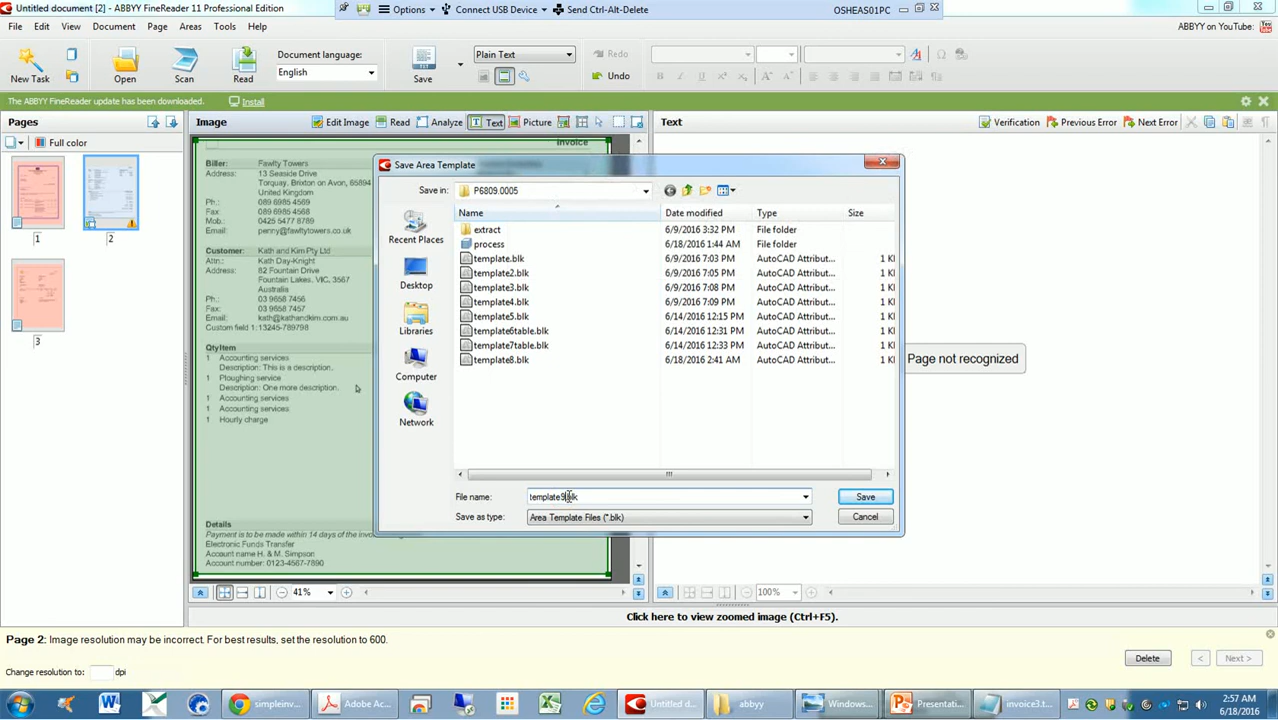 Untitled document [2] - ABBYY FineReader 11 Professional Edition
Options
Connect USB Device
Send Ctrl-Alt-Delete
OSHEAS01PC
File Edit View Document Page Areas Tools Help
ABBYY on YouTube:
New Task
Open
Scan
Document language:
English
Read
Save
Plain Text
Redo
Undo
The ABBYY FineReader update has been downloaded.
Install
Pages
Image
Edit Image
Read
Analyze
Text
Picture
Text
Verification
Previous Error
Next Error
Full color
1
2
3
Invoice
Biller: Fawlty Towers
Address: 13 Seaside Drive
Torquay, Brixton on Avon, 65894
United Kingdom
Ph.: 089 6985 4569
Fax: 089 6985 4568
Mob.: 0425 5477 8789
Email: penny@fawltytowers.co.uk
Customer: Kath and Kim Pty Ltd
Attn.: Kath Day-Knight
Address: 82 Fountain Drive
Fountain Lakes. VIC, 3567
Australia
Ph.: 03 9658 7456
Fax: 03 9658 7457
Email: kath@kathandkim.com.au
Custom field 1: 13245-789798
Qty Item
1 Accounting services
Description: This is a description.
1 Ploughing service
Description: One more description.
1 Accounting services
1 Accounting services
1 Hourly charge
Details
Payment is to be made within 14 days of the invoi
Electronic Funds Transfer
Account name H. & M. Simpson
Account number: 0123-4567-7890
Save Area Template
Save in: P6809.0005
Recent Places
Desktop
Libraries
Computer
Network
Name Date modified Type Size
extract 6/9/2016 3:32 PM File folder
process 6/18/2016 1:44 AM File folder
template.blk 6/9/2016 7:03 PM AutoCAD Attribut... 1 K
template2.blk 6/9/2016 7:05 PM AutoCAD Attribut... 1 K
template3.blk 6/9/2016 7:08 PM AutoCAD Attribut... 1 K
template4.blk 6/9/2016 7:09 PM AutoCAD Attribut... 1 K
template5.blk 6/14/2016 12:15 PM AutoCAD Attribut... 1 K
template6table.blk 6/14/2016 12:31 PM AutoCAD Attribut... 1 K
template7table.blk 6/14/2016 12:33 PM AutoCAD Attribut... 1 K
template8.blk 6/18/2016 2:41 AM AutoCAD Attribut... 1 K
File name: template9.blk
Save
Save as type: Area Template Files (*.blk)
Cancel
Page not recognized
41%
100%
Click here to view zoomed image (Ctrl+F5).
Page 2: Image resolution may be incorrect. For best results, set the resolution to 600.
Change resolution to: dpi
Delete
< Next >
simpleinv...
Adobe Ac...
Untitled d...
abbyy
Windows...
Presentati...
invoice3.t...
2:57 AM
6/18/2016